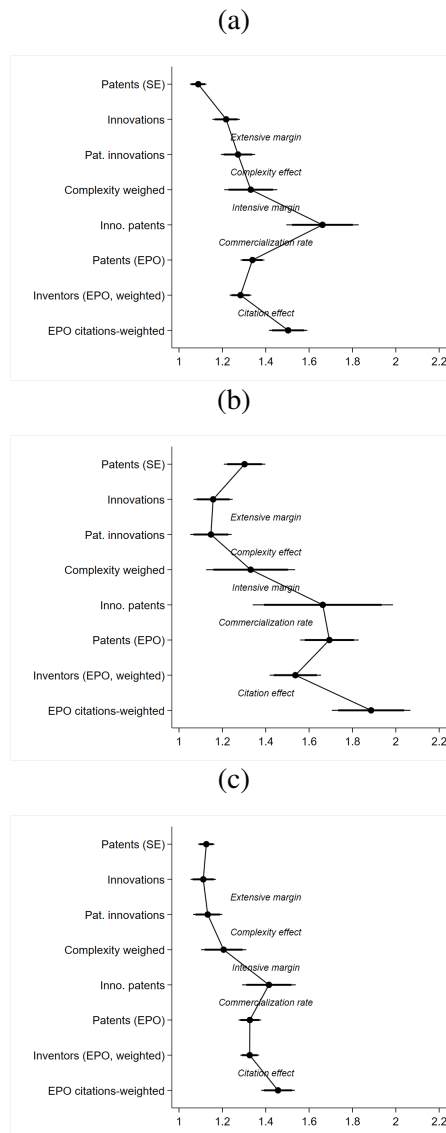 (a)
Patents (SE)
Innovations
Extensive margin
Pat. innovations
Complexity effect
Complexity weighed
Intensive margin
Inno. patents
Commercialization rate
Patents (EPO)
Inventors (EPO, weighted)
Citation effect
EPO citations-weighted
1 1.2 1.4 1.6 1.8 2 2.2
(b)
Patents (SE)
Innovations
Extensive margin
Pat. innovations
Complexity effect
Complexity weighed
Intensive margin
Inno. patents
Commercialization rate
Patents (EPO)
Inventors (EPO, weighted)
Citation effect
EPO citations-weighted
1 1.2 1.4 1.6 1.8 2 2.2
(c)
Patents (SE)
Innovations
Extensive margin
Pat. innovations
Complexity effect
Complexity weighed
Intensive margin
Inno. patents
Commercialization rate
Patents (EPO)
Inventors (EPO, weighted)
Citation effect
EPO citations-weighted
1 1.2 1.4 1.6 1.8 2 2.2